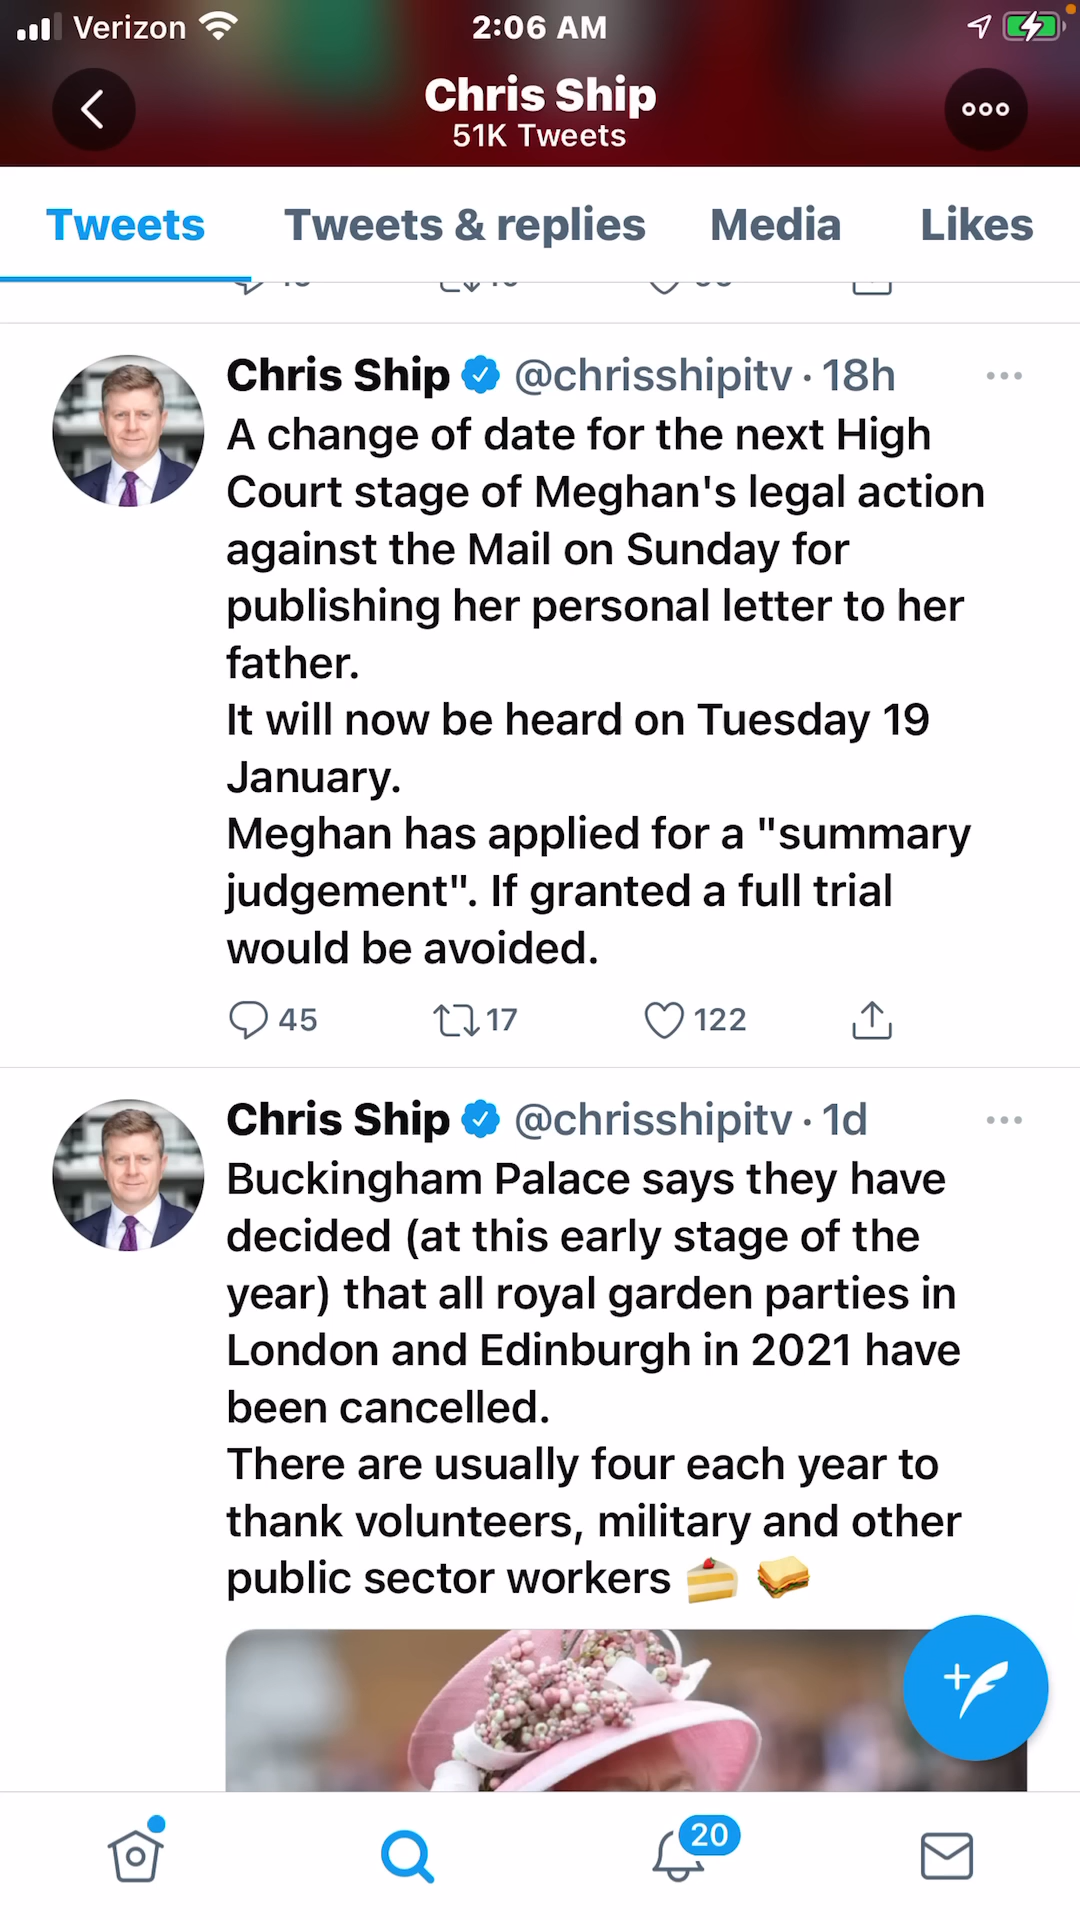 Verizon 2:06 AM
Chris Ship
51K Tweets
Tweets Tweets & replies Media Likes
Chris Ship @chrisshipitv · 18h
A change of date for the next High
Court stage of Meghan's legal action
against the Mail on Sunday for
publishing her personal letter to her
father.
It will now be heard on Tuesday 19
January.
Meghan has applied for a "summary
judgement". If granted a full trial
would be avoided.
45 17 122
Chris Ship @chrisshipitv · 1d
Buckingham Palace says they have
decided (at this early stage of the
year) that all royal garden parties in
London and Edinburgh in 2021 have
been cancelled.
There are usually four each year to
thank volunteers, military and other
public sector workers 🍰 🥪
20